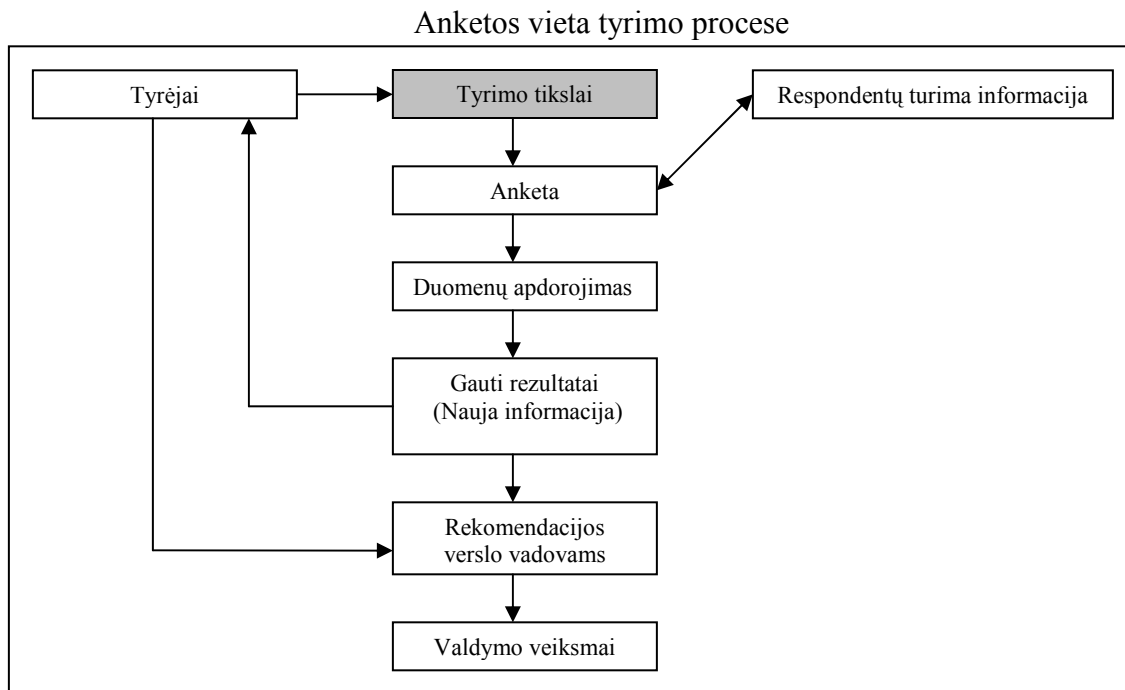 Anketos vieta tyrimo procese
Tyrėjai
Tyrimo tikslai
Respondentų turima informacija
Anketa
Duomenų apdorojimas
Gauti rezultatai
(Nauja informacija)
Rekomendacijos
verslo vadovams
Valdymo veiksmai